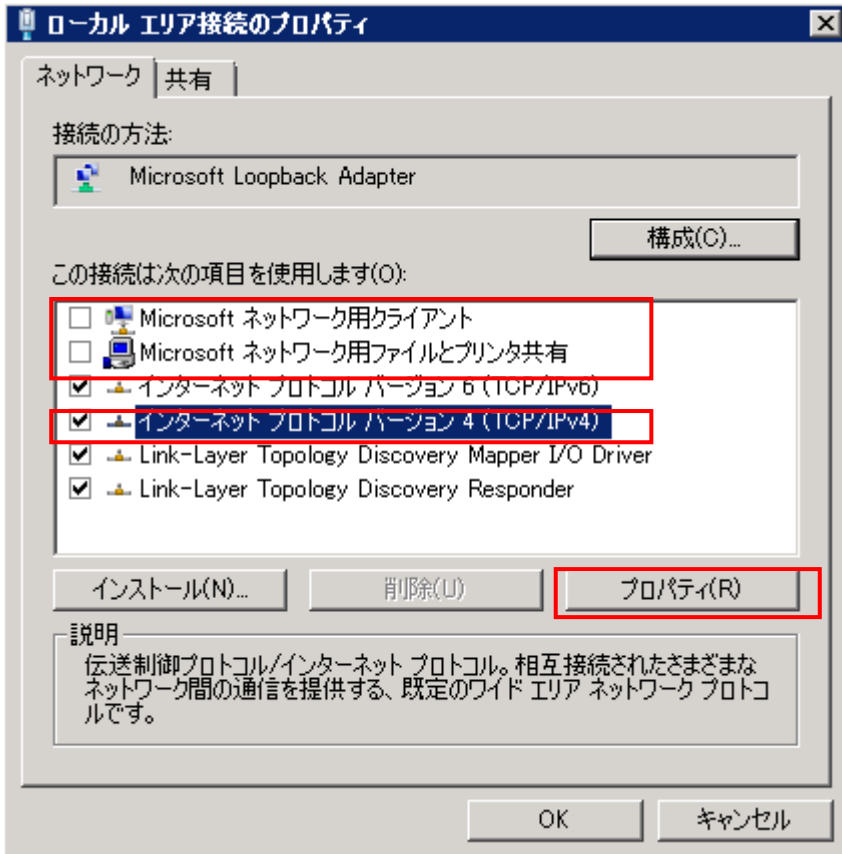 ローカル エリア接続のプロパティ
ネットワーク 共有
接続の方法:
Microsoft Loopback Adapter
構成(C)...
この接続は次の項目を使用します(O):
Microsoft ネットワーク用クライアント
Microsoft ネットワーク用ファイルとプリンタ共有
インターネット プロトコル バージョン 6 (TCP/IPv6)
インターネット プロトコル バージョン 4 (TCP/IPv4)
Link-Layer Topology Discovery Mapper I/O Driver
Link-Layer Topology Discovery Responder
インストール(N)... 削除(U) プロパティ(R)
説明
伝送制御プロトコル/インターネット プロトコル。相互接続されたさまざまな
ネットワーク間の通信を提供する、既定のワイド エリア ネットワーク プロトコ
ルです。
OK キャンセル